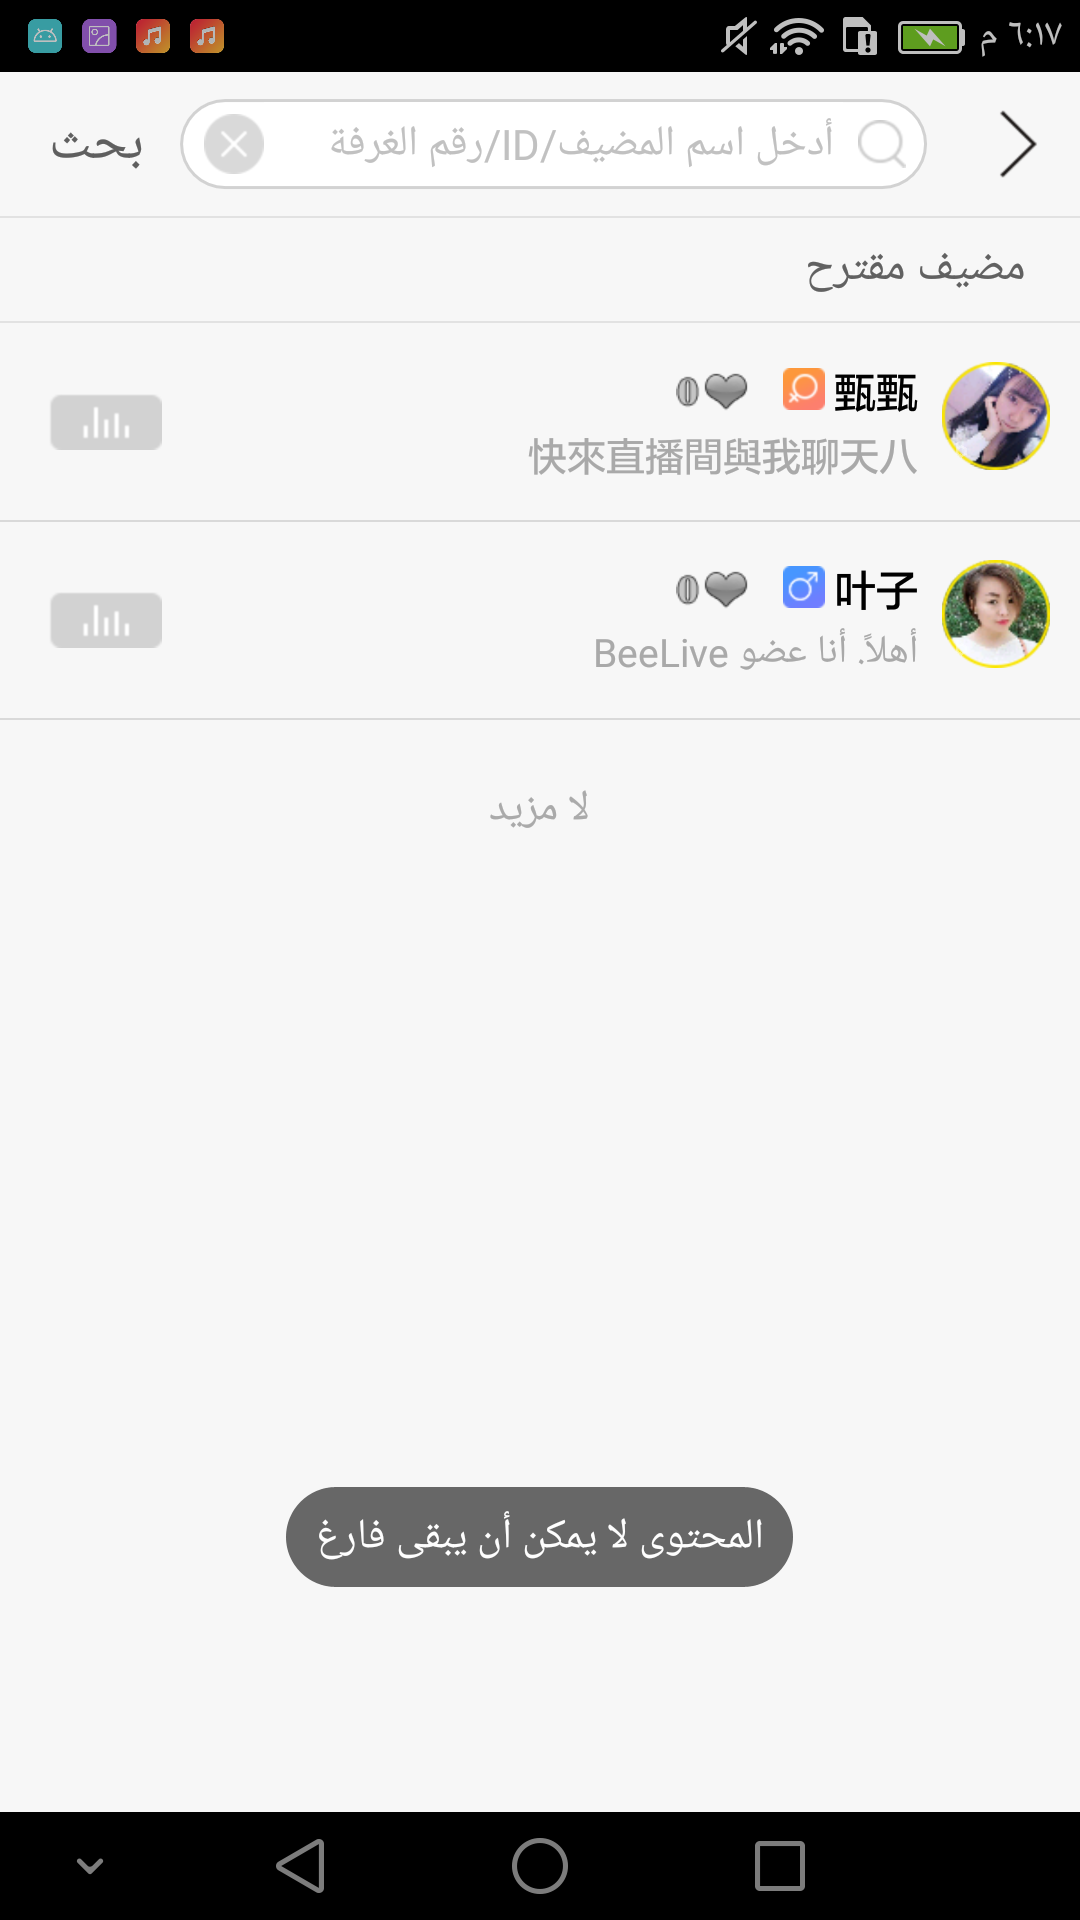 ٦:١٧ م
أدخل اسم المضيف/ID/رقم الغرفة
بحث
مضيف مقترح
甄甄
0
快來直播間與我聊天八
叶子
0
أهلاً. أنا عضو BeeLive
لا مزيد
المحتوى لا يمكن أن يبقى فارغ